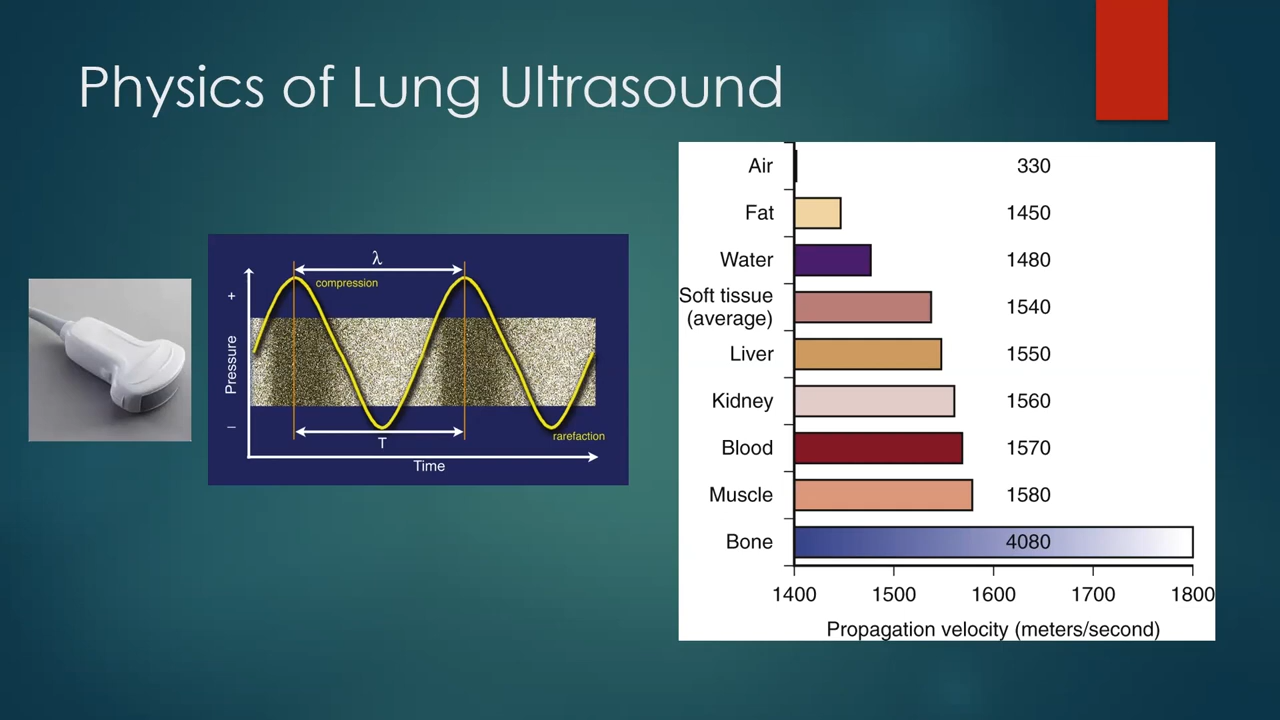 Physics of Lung Ultrasound
λ
compression
+
Pressure
–
T
rarefaction
Time
Air 330
Fat 1450
Water 1480
Soft tissue
(average) 1540
Liver 1550
Kidney 1560
Blood 1570
Muscle 1580
Bone 4080
1400 1500 1600 1700 1800
Propagation velocity (meters/second)